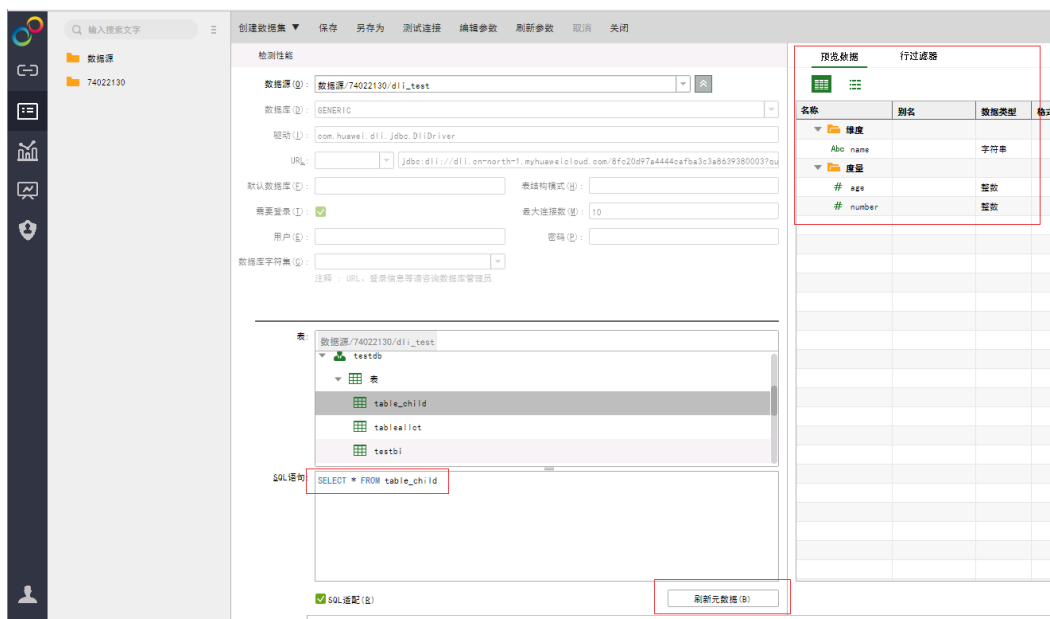 输入搜索文字
数据源
74022130
创建数据集 ▼ 保存 另存为 测试连接 编辑参数 刷新参数 取消 关闭
检测性能
数据源(O): 数据源/74022130/dli_test
数据库(D): GENERIC
驱动(I): com.huawei.dli.jdbc.DliDriver
URL: jdbc:dli://dli.cn-north-1.myhuaweicloud.com/8fc20d97a4444cafba3c3a8639380003?qu
默认数据库(F): 表结构模式(H):
需要登录(T): 最大连接数(M): 10
用户(E): 密码(P):
数据库字符集(G):
注释 : URL、登录信息等请咨询数据库管理员
表: 数据源/74022130/dli_test
testdb
表
table_child
tableallct
testbi
SQL语句: SELECT * FROM table_child
SQL适配(R) 刷新元数据(B)
预览数据 行过滤器
名称 别名 数据类型 格式
维度
Abc name 字符串
度量
# age 整数
# number 整数